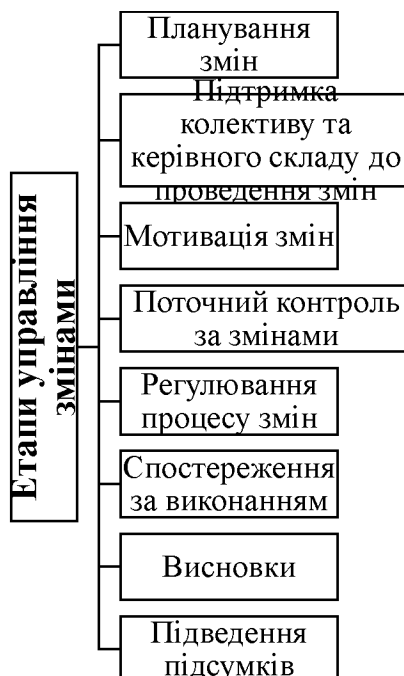 Етапи управління
змінами
Планування
змін
Підтримка
колективу та
керівного складу до
проведення змін
Мотивація змін
Поточний контроль
за змінами
Регулювання
процесу змін
Спостереження
за виконанням
Висновки
Підведення
підсумків